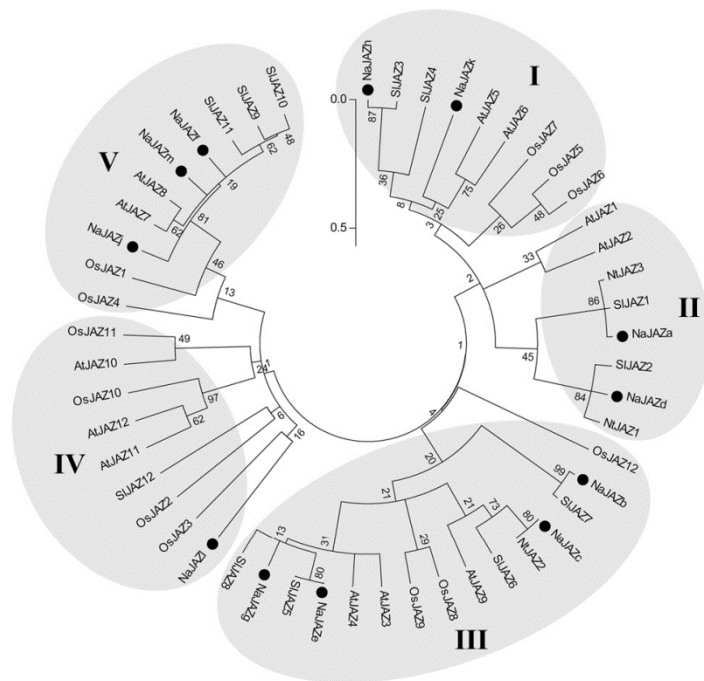 I
NaJAZh
SlJAZ3
SlJAZ4
NaJAZk
AtJAZ5
AtJAZ6
OsJAZ7
OsJAZ5
OsJAZ6
87
36
8
3
25
75
26
48
0.0
0.5
II
AtJAZ1
AtJAZ2
NtJAZ3
SlJAZ1
NaJAZa
SlJAZ2
NaJAZd
NtJAZ1
33
2
86
45
84
1
4
OsJAZ12
III
NaJAZb
SlJAZ7
NaJAZc
NtJAZ2
SlJAZ6
AtJAZ9
OsJAZ8
OsJAZ9
AtJAZ3
AtJAZ4
NaJAZe
SlJAZ5
NaJAZg
SlJAZ8
20
99
80
73
21
21
29
31
80
13
IV
NaJAZl
OsJAZ3
OsJAZ2
SlJAZ12
AtJAZ11
AtJAZ12
OsJAZ10
AtJAZ10
OsJAZ11
16
6
62
97
24
1
49
V
OsJAZ4
OsJAZ1
NaJAZj
AtJAZ7
AtJAZ8
NaJAZm
NaJAZf
SlJAZ11
SlJAZ9
SlJAZ10
13
46
62
81
19
62
48